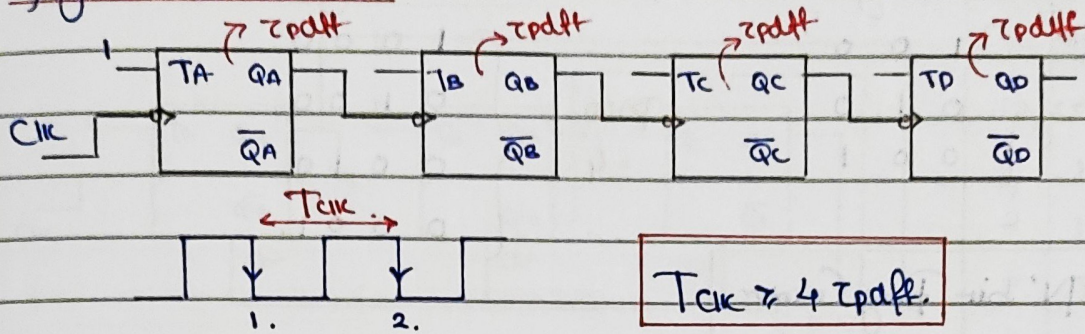 τpdff τpdff τpdff τpdff
1 TA QA TB QB TC QC TD QD
Clk Q̅A Q̅B Q̅C Q̅D
Tclk
Tclk ≥ 4 τpdff.
1. 2.